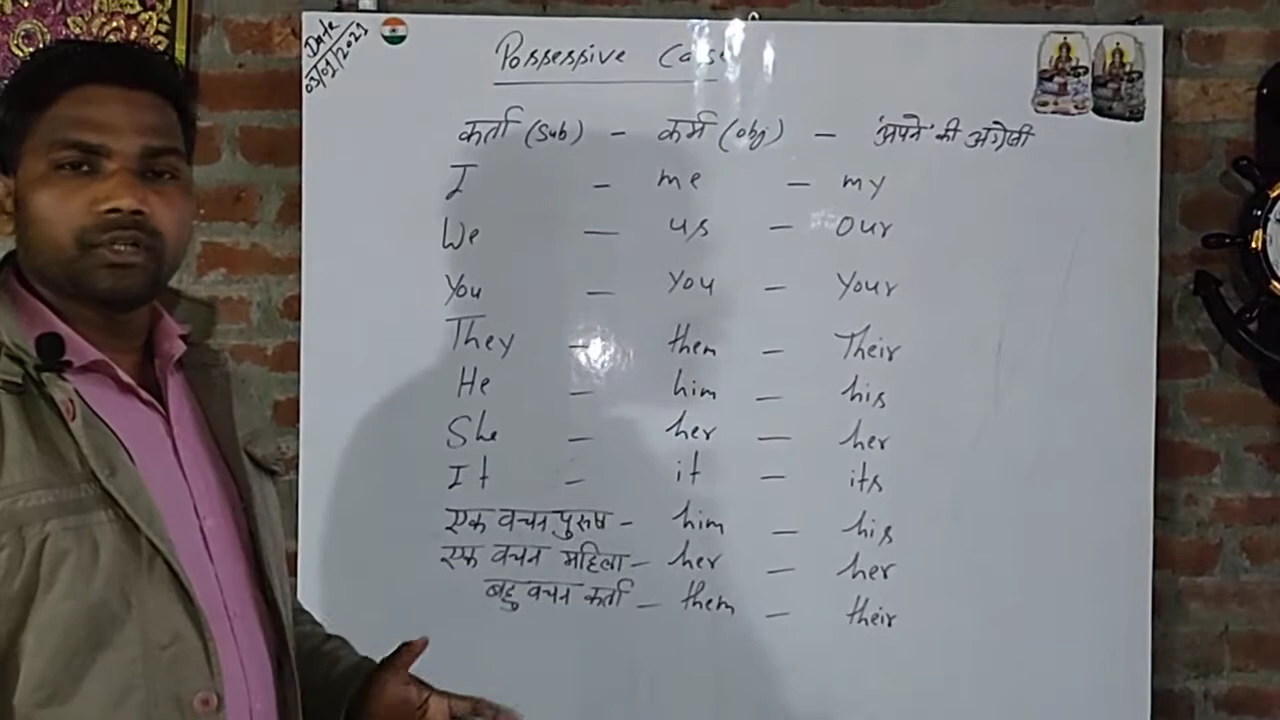 Date
03/01/2021
Possessive Case
कर्ता (Sub) - कर्म (obj) - 'अपने' की अंग्रेजी
I - me - my
We - us - Our
You - You - Your
They - them - Their
He - him - his
She - her - her
It - it - its
एक वचन पुरुष - him - his
एक वचन महिला - her - her
बहु वचन कर्ता - them - their